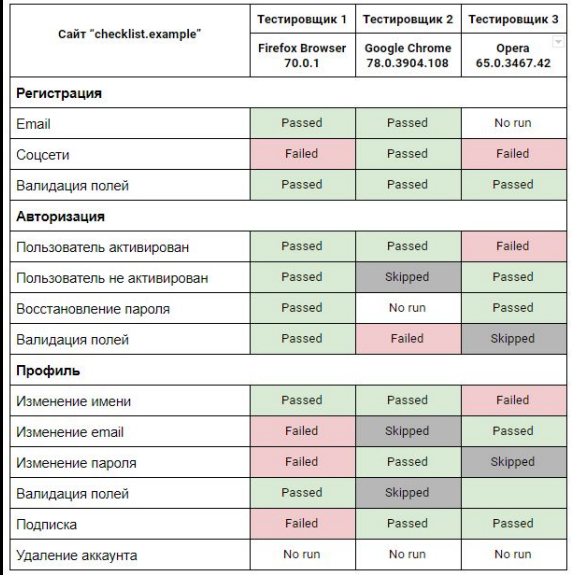 Сайт “checklist.example”
Тестировщик 1 Тестировщик 2 Тестировщик 3
Firefox Browser 70.0.1 Google Chrome 78.0.3904.108 Opera 65.0.3467.42
Регистрация
Email Passed Passed No run
Соцсети Failed Passed Failed
Валидация полей Passed Passed Passed
Авторизация
Пользователь активирован Passed Passed Failed
Пользователь не активирован Passed Skipped Passed
Восстановление пароля Passed No run Passed
Валидация полей Passed Failed Skipped
Профиль
Изменение имени Passed Passed Failed
Изменение email Failed Skipped Passed
Изменение пароля Failed Passed Skipped
Валидация полей Passed Skipped
Подписка Failed Passed Passed
Удаление аккаунта No run No run No run